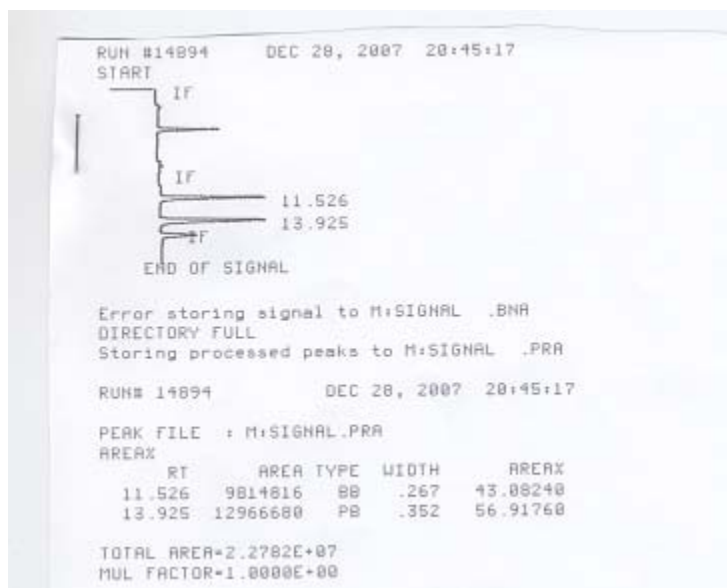 RUN #14894 DEC 28, 2007 20:45:17
START
IF
IF
11.526
13.925
IF
END OF SIGNAL
Error storing signal to M:SIGNAL .BNA
DIRECTORY FULL
Storing processed peaks to M:SIGNAL .PRA
RUN# 14894 DEC 28, 2007 20:45:17
PEAK FILE : M:SIGNAL.PRA
AREA%
RT AREA TYPE WIDTH AREA%
11.526 9814816 BB .267 43.08240
13.925 12966680 PB .352 56.91760
TOTAL AREA=2.2782E+07
MUL FACTOR=1.0000E+00